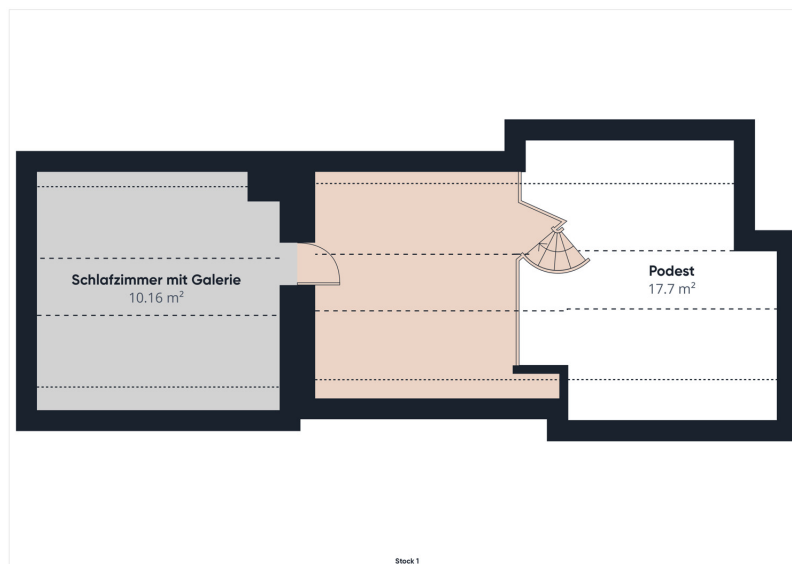 Schlafzimmer mit Galerie
10.16 m²
Podest
17.7 m²
Stock 1